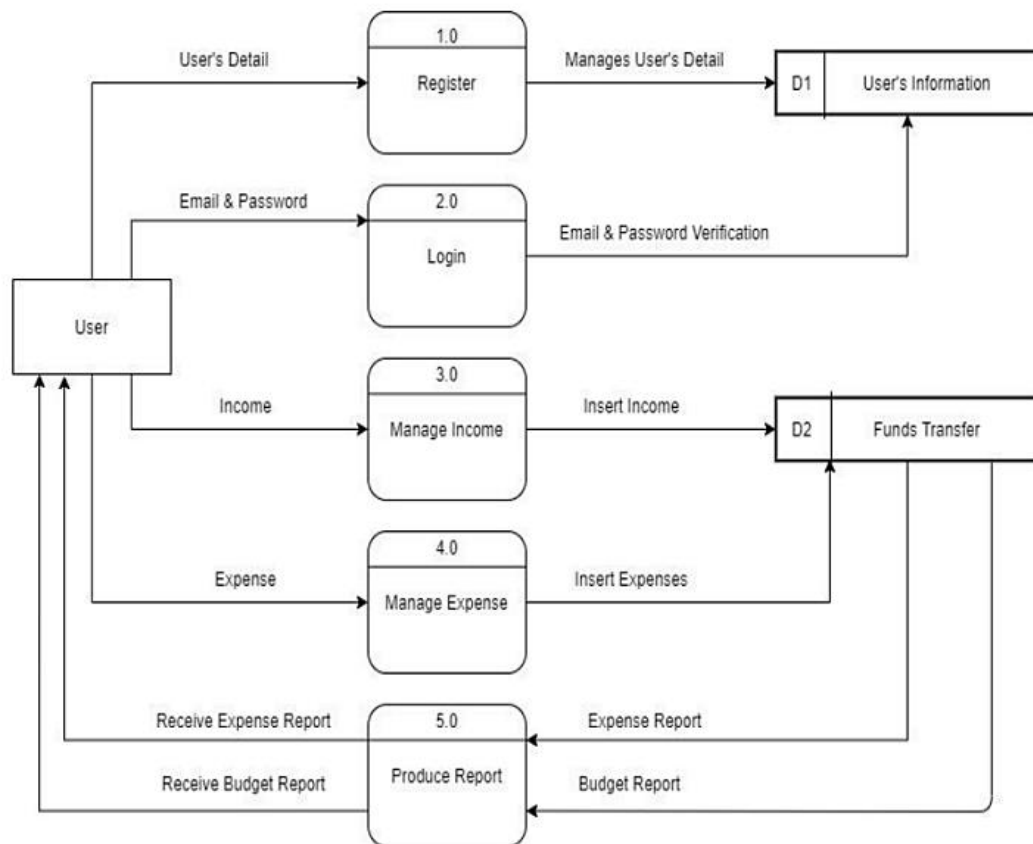 1.0
User's Detail
Manages User's Detail
Register
D1
User's Information
Email & Password
2.0
Login
Email & Password Verification
User
3.0
Income
Insert Income
Manage Income
D2
Funds Transfer
4.0
Expense
Insert Expenses
Manage Expense
Receive Expense Report
5.0
Expense Report
Receive Budget Report
Produce Report
Budget Report